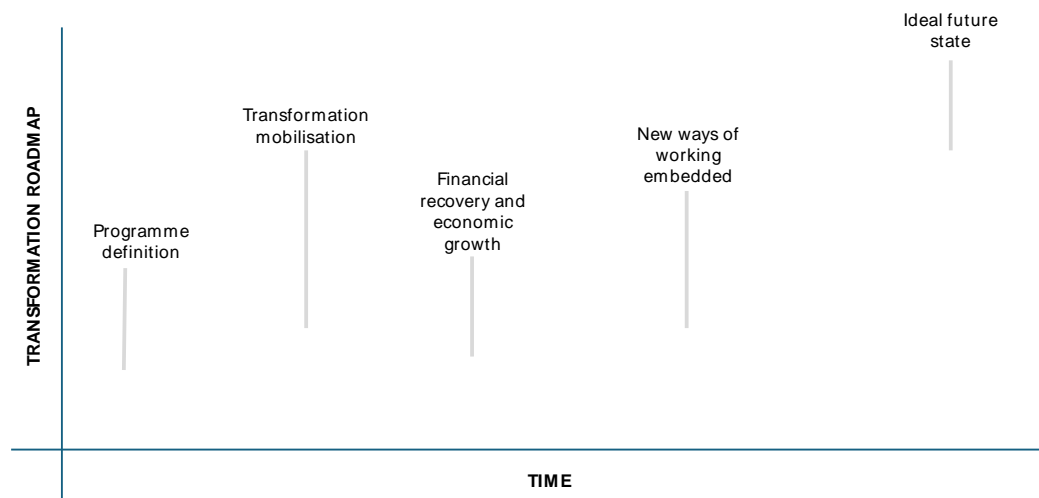 Ideal future
state
Transformation
mobilisation
New ways of
working
embedded
Financial
recovery and
economic
growth
Programme
definition
TRANSFORMATION ROADMAP
TIME